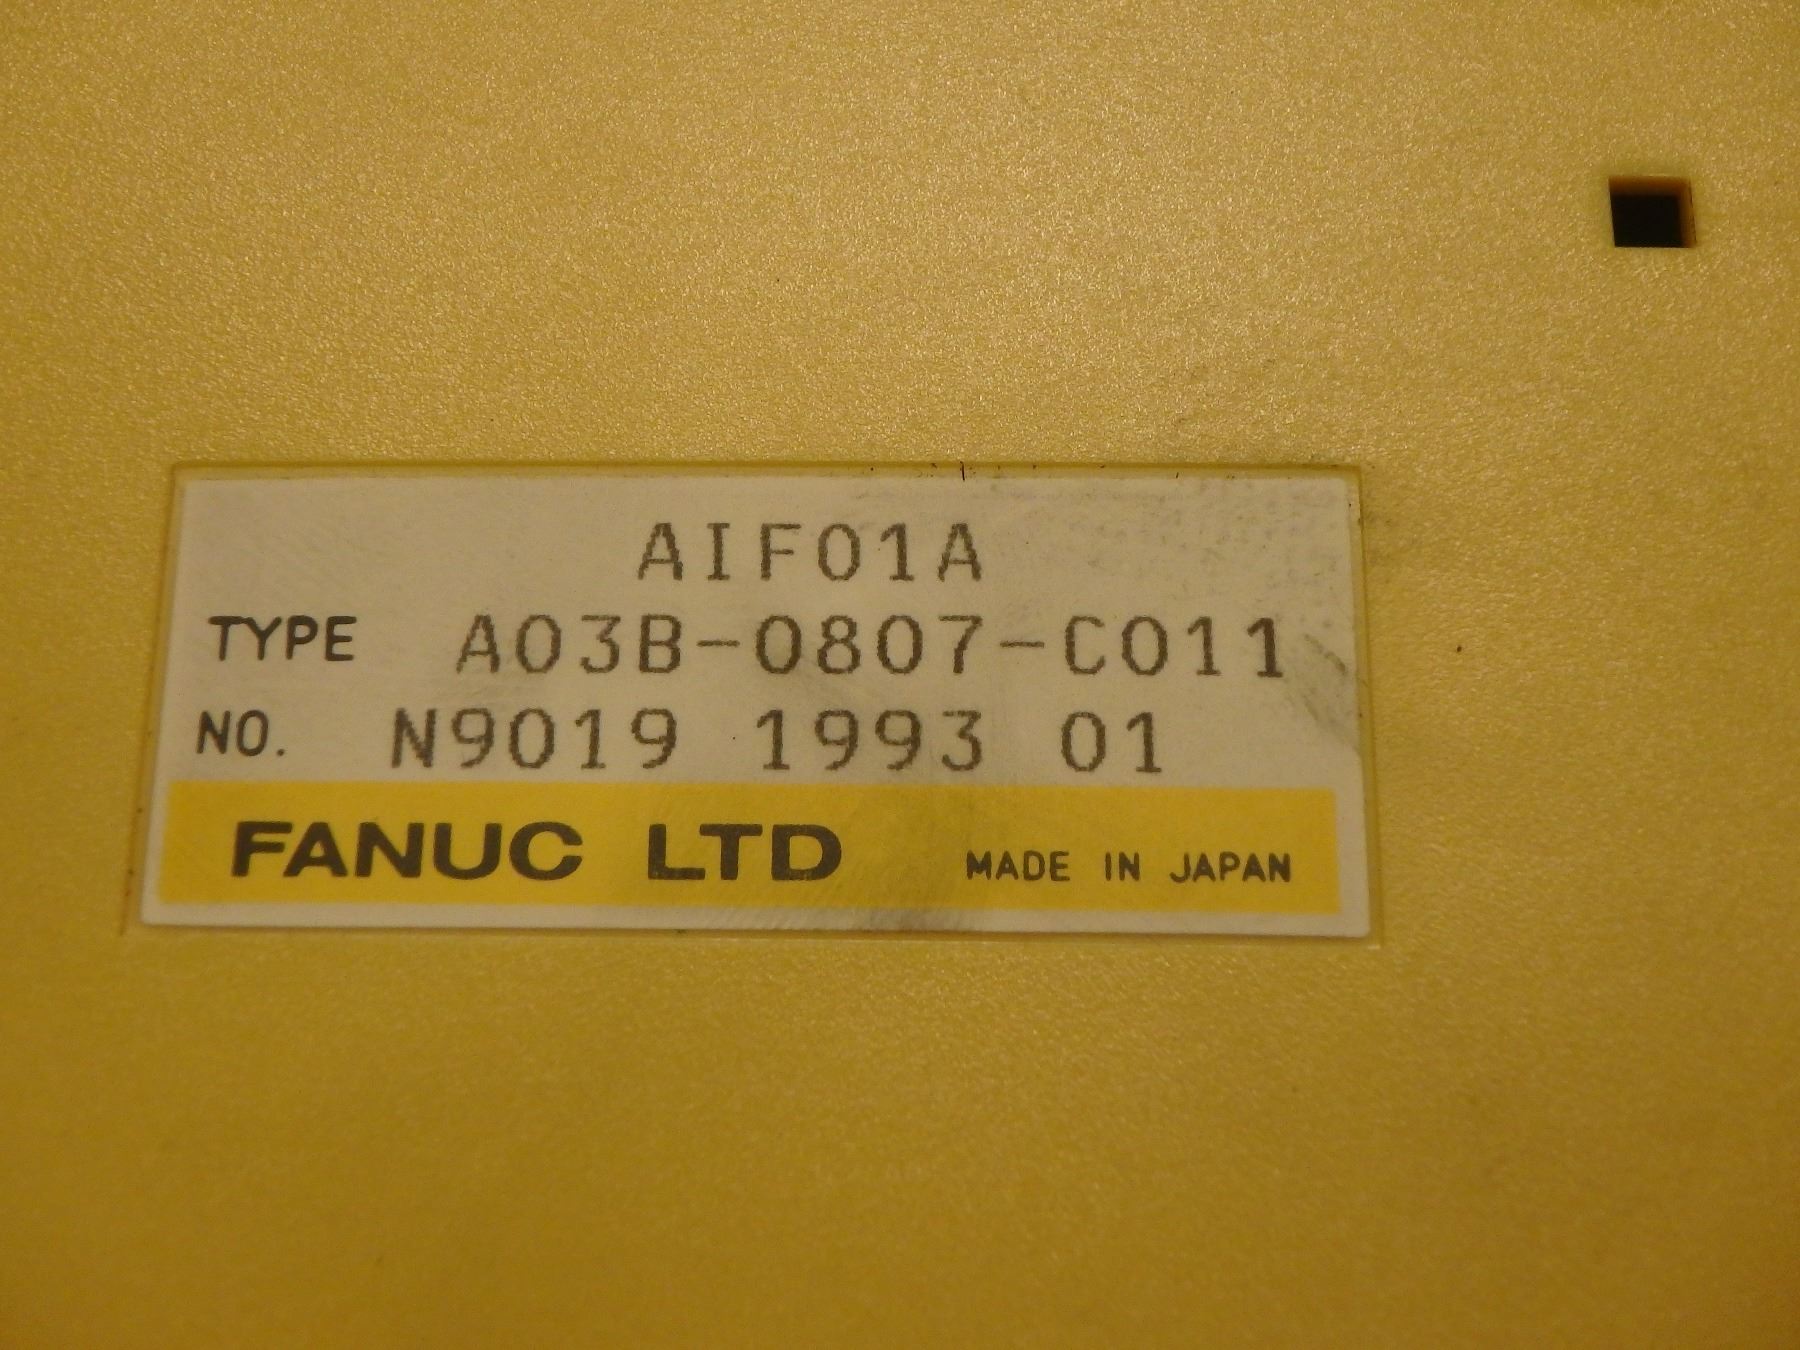 AIF01A
TYPE A03B-0807-C011
NO. N9019 1993 01
FANUC LTD MADE IN JAPAN